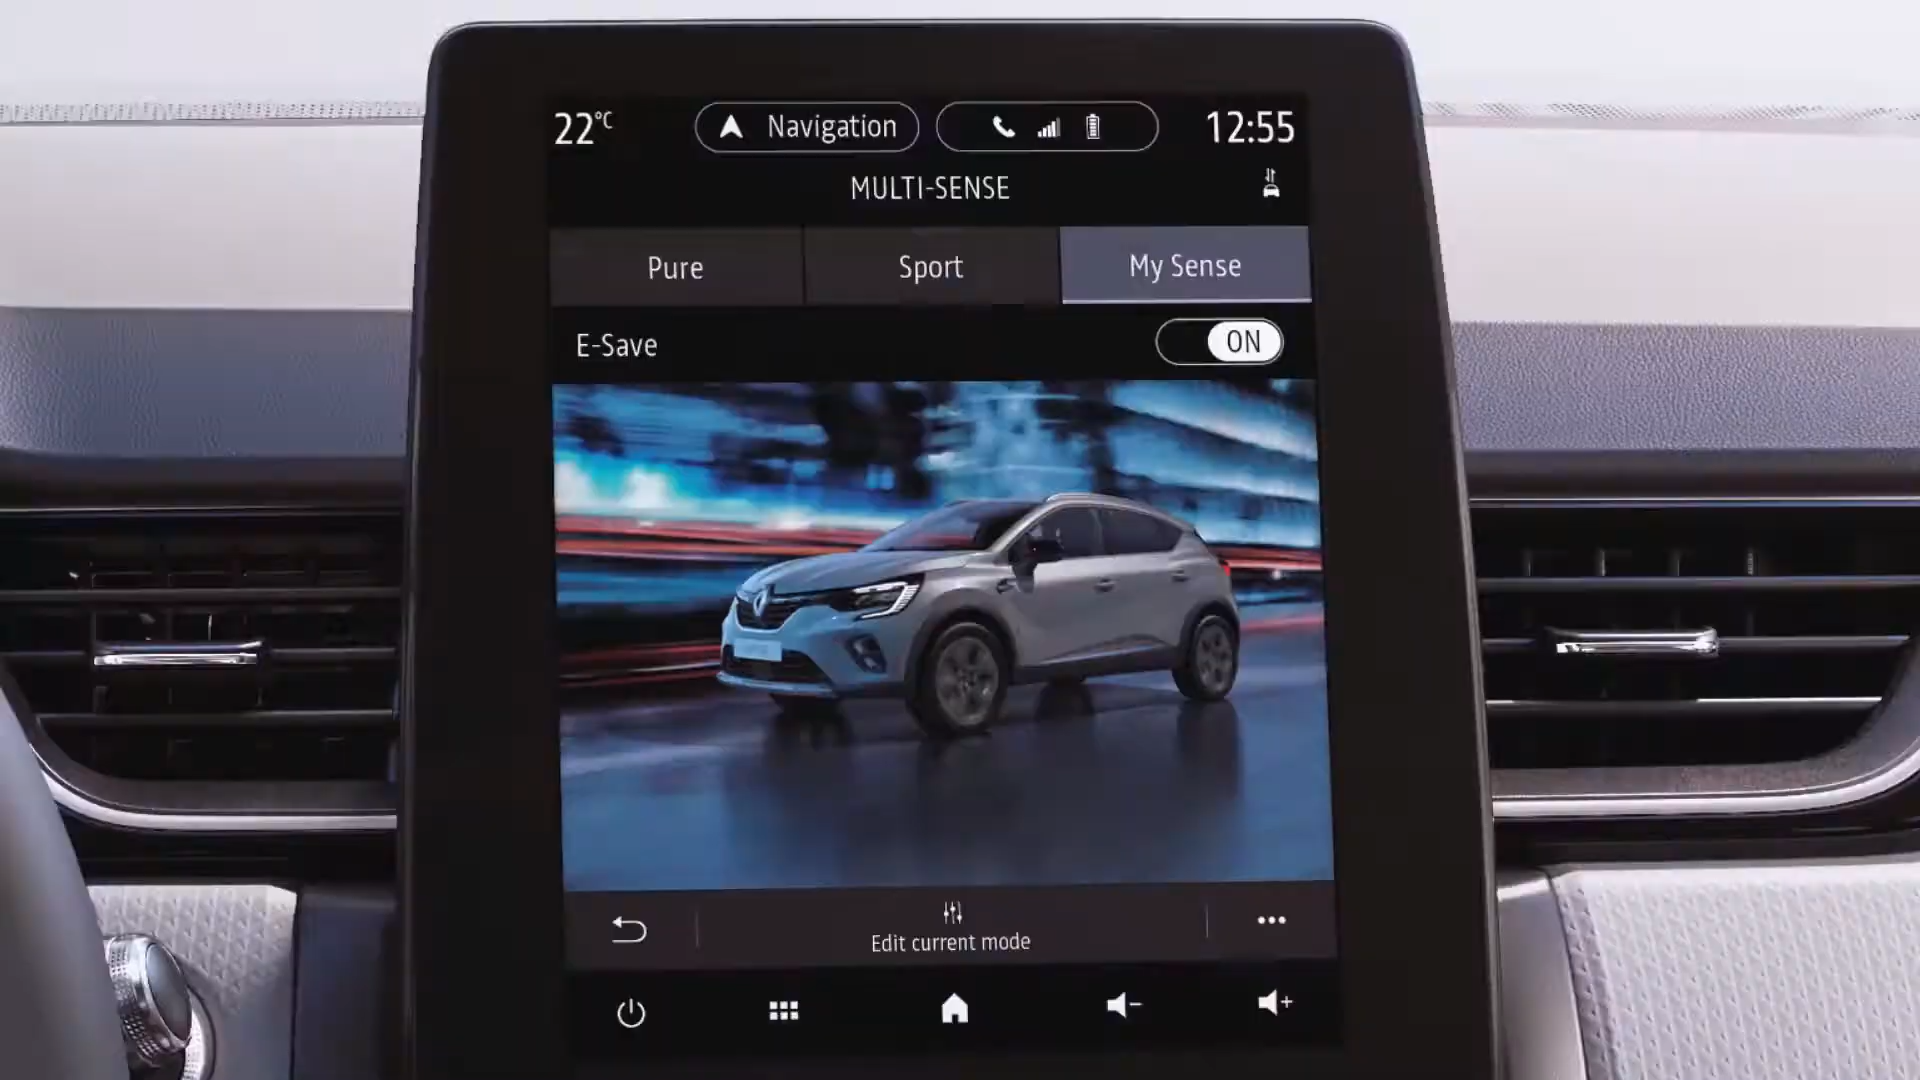 22°C
Navigation
12:55
MULTI-SENSE
Pure
Sport
My Sense
E-Save
ON
Edit current mode